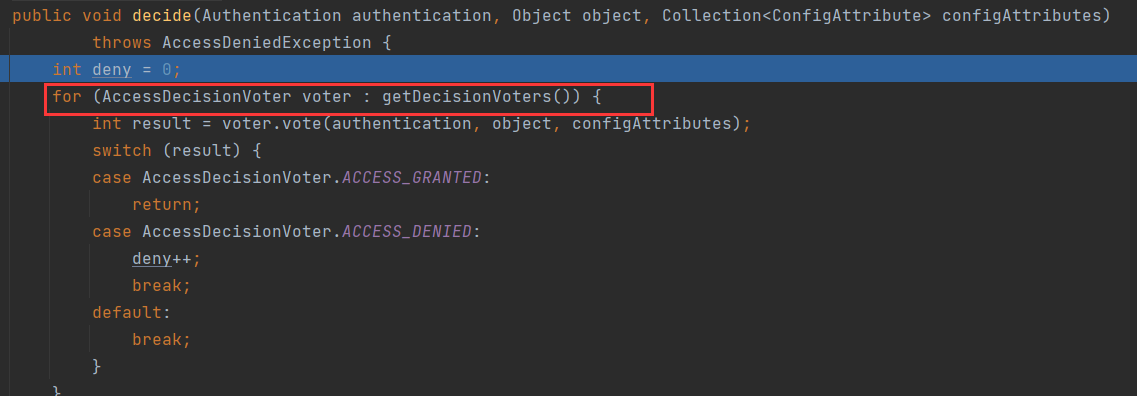 public void decide(Authentication authentication, Object object, Collection<ConfigAttribute> configAttributes)
throws AccessDeniedException {
int deny = 0;
for (AccessDecisionVoter voter : getDecisionVoters()) {
int result = voter.vote(authentication, object, configAttributes);
switch (result) {
case AccessDecisionVoter.ACCESS_GRANTED:
return;
case AccessDecisionVoter.ACCESS_DENIED:
deny++;
break;
default:
break;
}
}